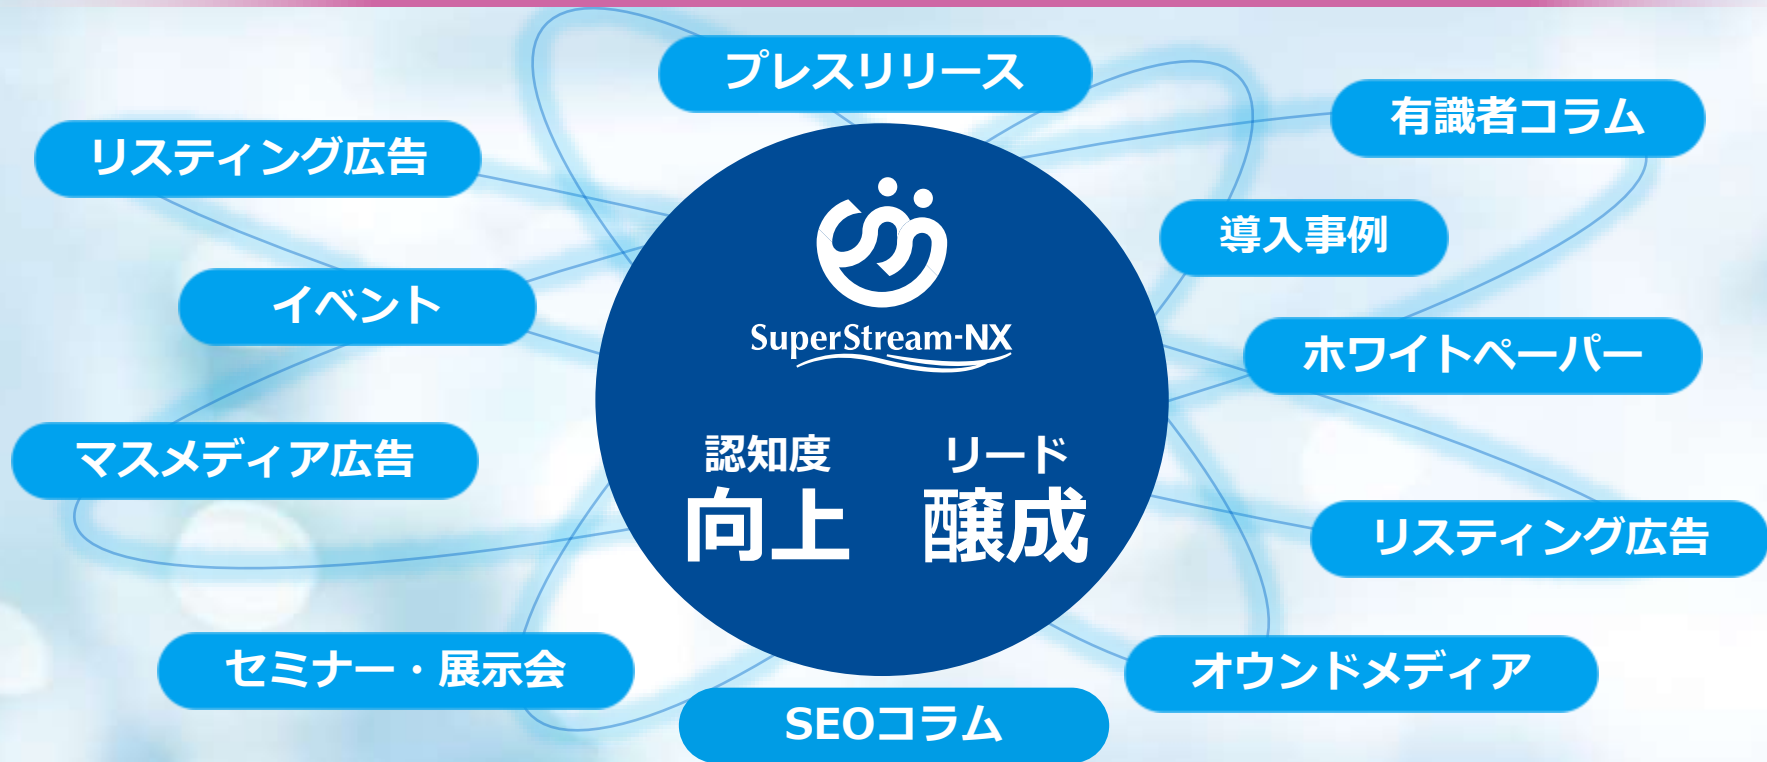 プレスリリース
有識者コラム
リスティング広告
導入事例
イベント
SuperStream-NX
ホワイトペーパー
認知度 リード
向上 醸成
マスメディア広告
リスティング広告
セミナー・展示会
オウンドメディア
SEOコラム